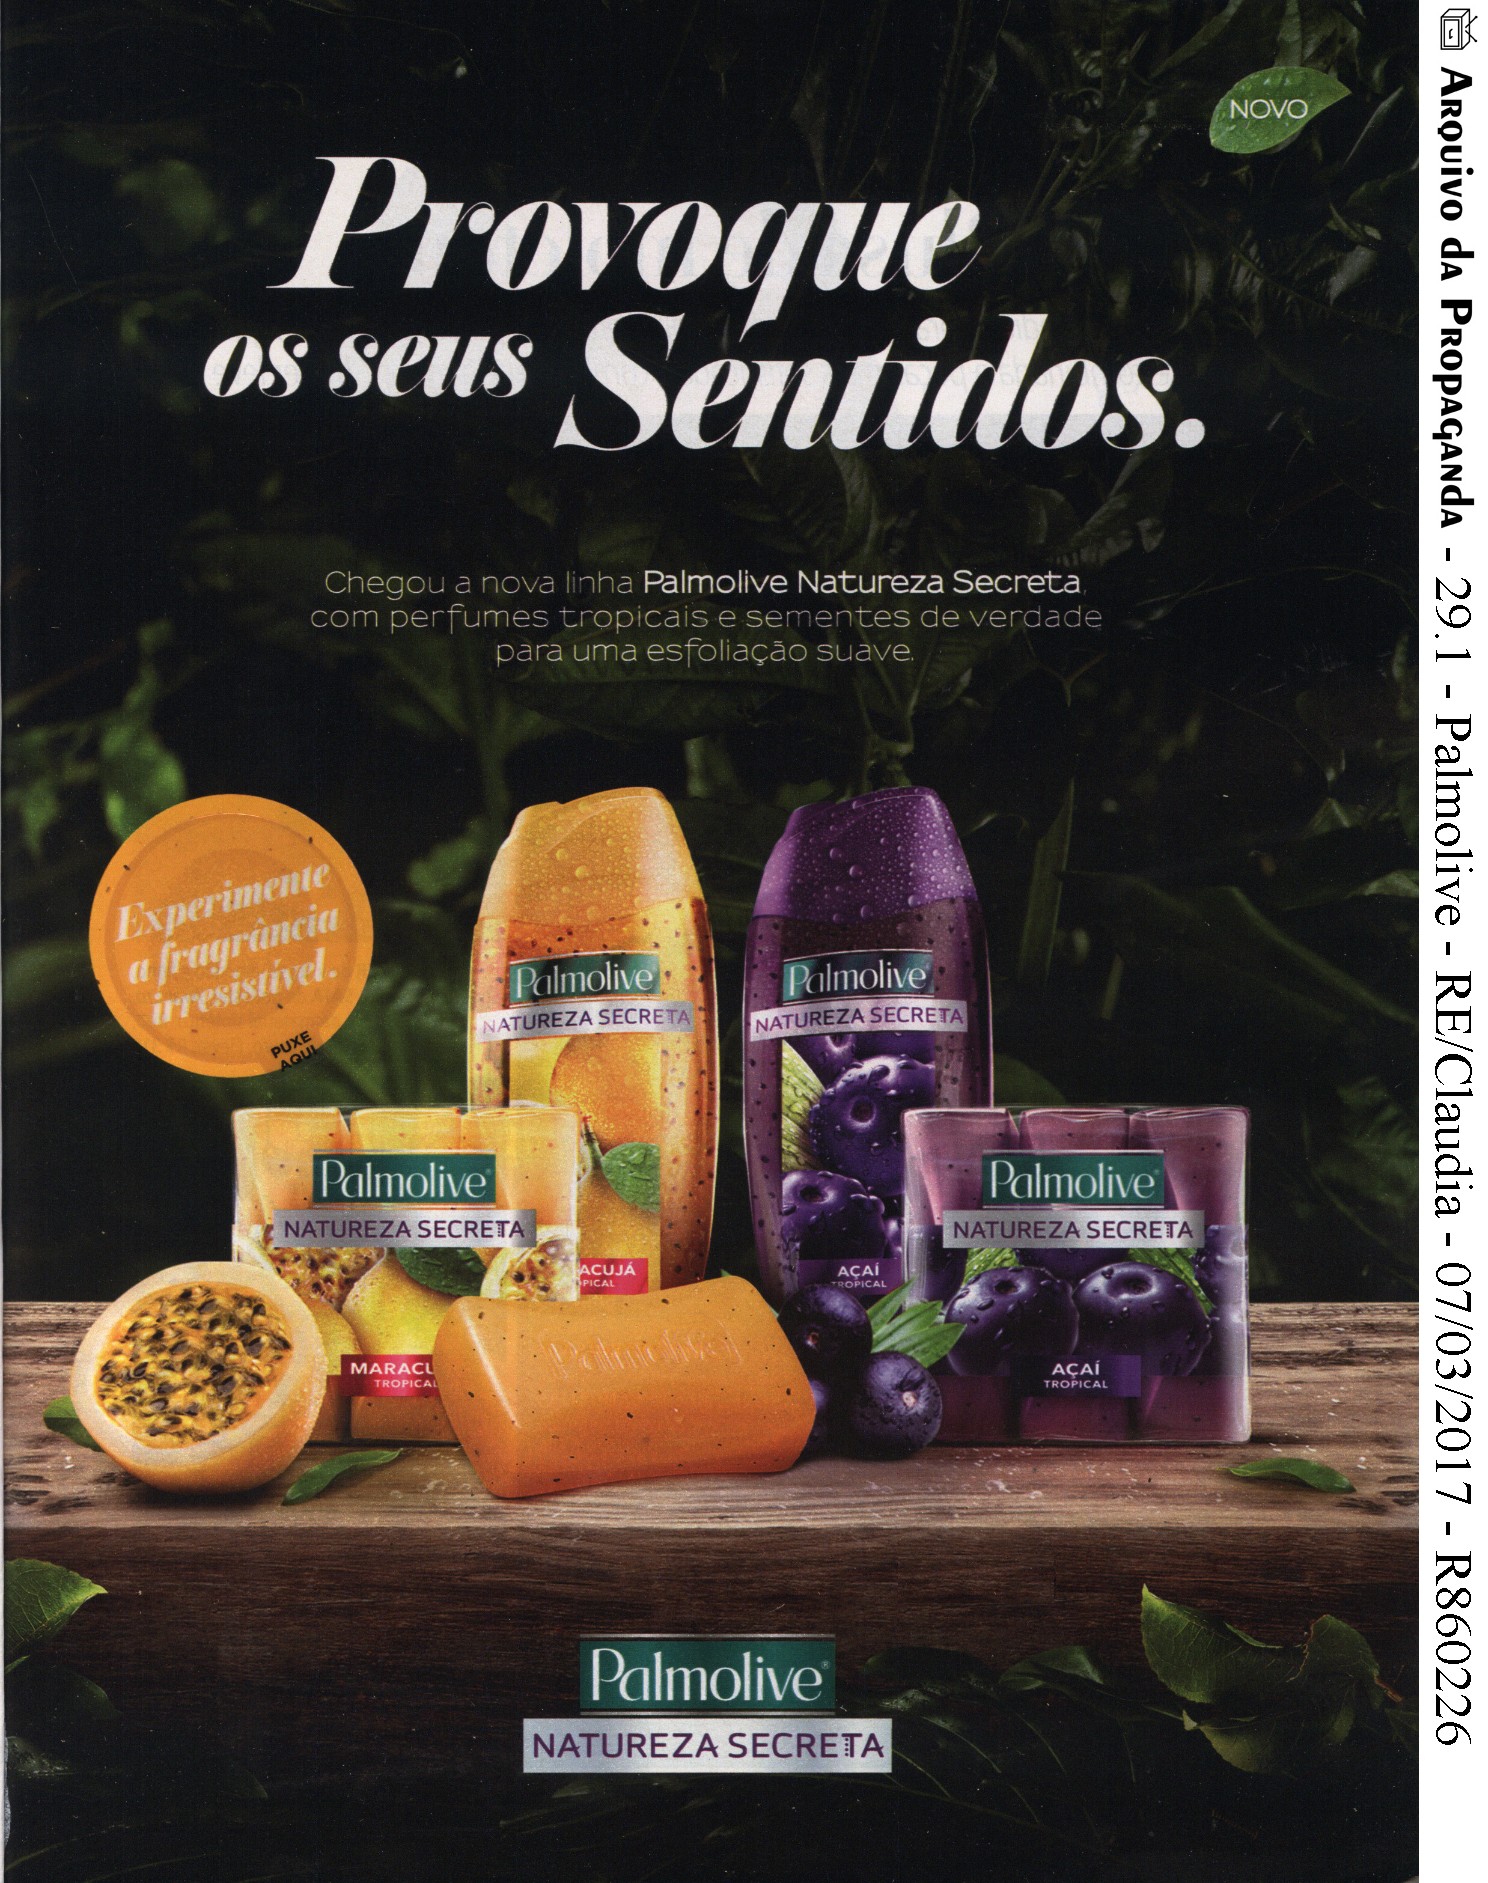 NOVO
Provoque
os seus Sentidos.
Chegou a nova linha Palmolive Natureza Secreta,
com perfumes tropicais e sementes de verdade
para uma esfoliação suave.
Experimente
a fragrância
irresistível.
PUXE
AQUI
Palmolive
NATUREZA SECRETA
ACUJÁ
PICAL
Palmolive
NATUREZA SECRETA
AÇAÍ
TROPICAL
Palmolive®
NATUREZA SECRETA
MARACU
TROPICAL
Palmolive®
NATUREZA SECRETA
AÇAÍ
TROPICAL
Palmolive
Palmolive®
NATUREZA SECRETA
Arquivo da Propaganda - 29.1 - Palmolive - RE/Claudia - 07/03/2017 - R860226